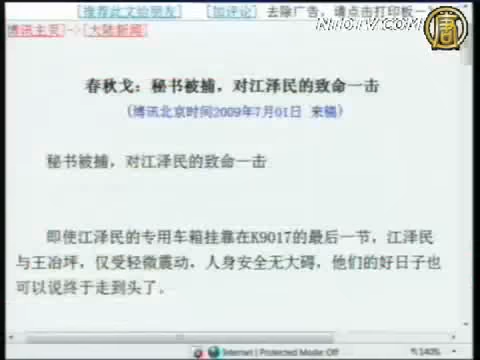 [推荐此文给朋友] [加评论] 去除广告，请点击打印板－》
NTDTV.COM
唐
博讯主页]->[大陆新闻]
春秋戈：秘书被捕，对江泽民的致命一击
(博讯北京时间2009年7月01日 来稿)
秘书被捕，对江泽民的致命一击
即使江泽民的专用车箱挂靠在K9017的最后一节，江泽民
与王冶坪，仅受轻微震动，人身安全无大碍，他们的好日子也
可以说终于走到头了．
Internet | Protected Mode: Off
140%